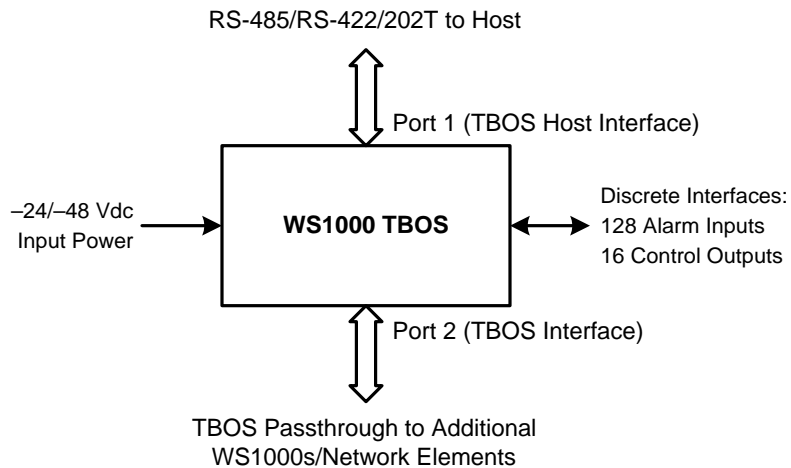 RS-485/RS-422/202T to Host
Port 1 (TBOS Host Interface)
–24/–48 Vdc
Input Power
WS1000 TBOS
Discrete Interfaces:
128 Alarm Inputs
16 Control Outputs
Port 2 (TBOS Interface)
TBOS Passthrough to Additional
WS1000s/Network Elements